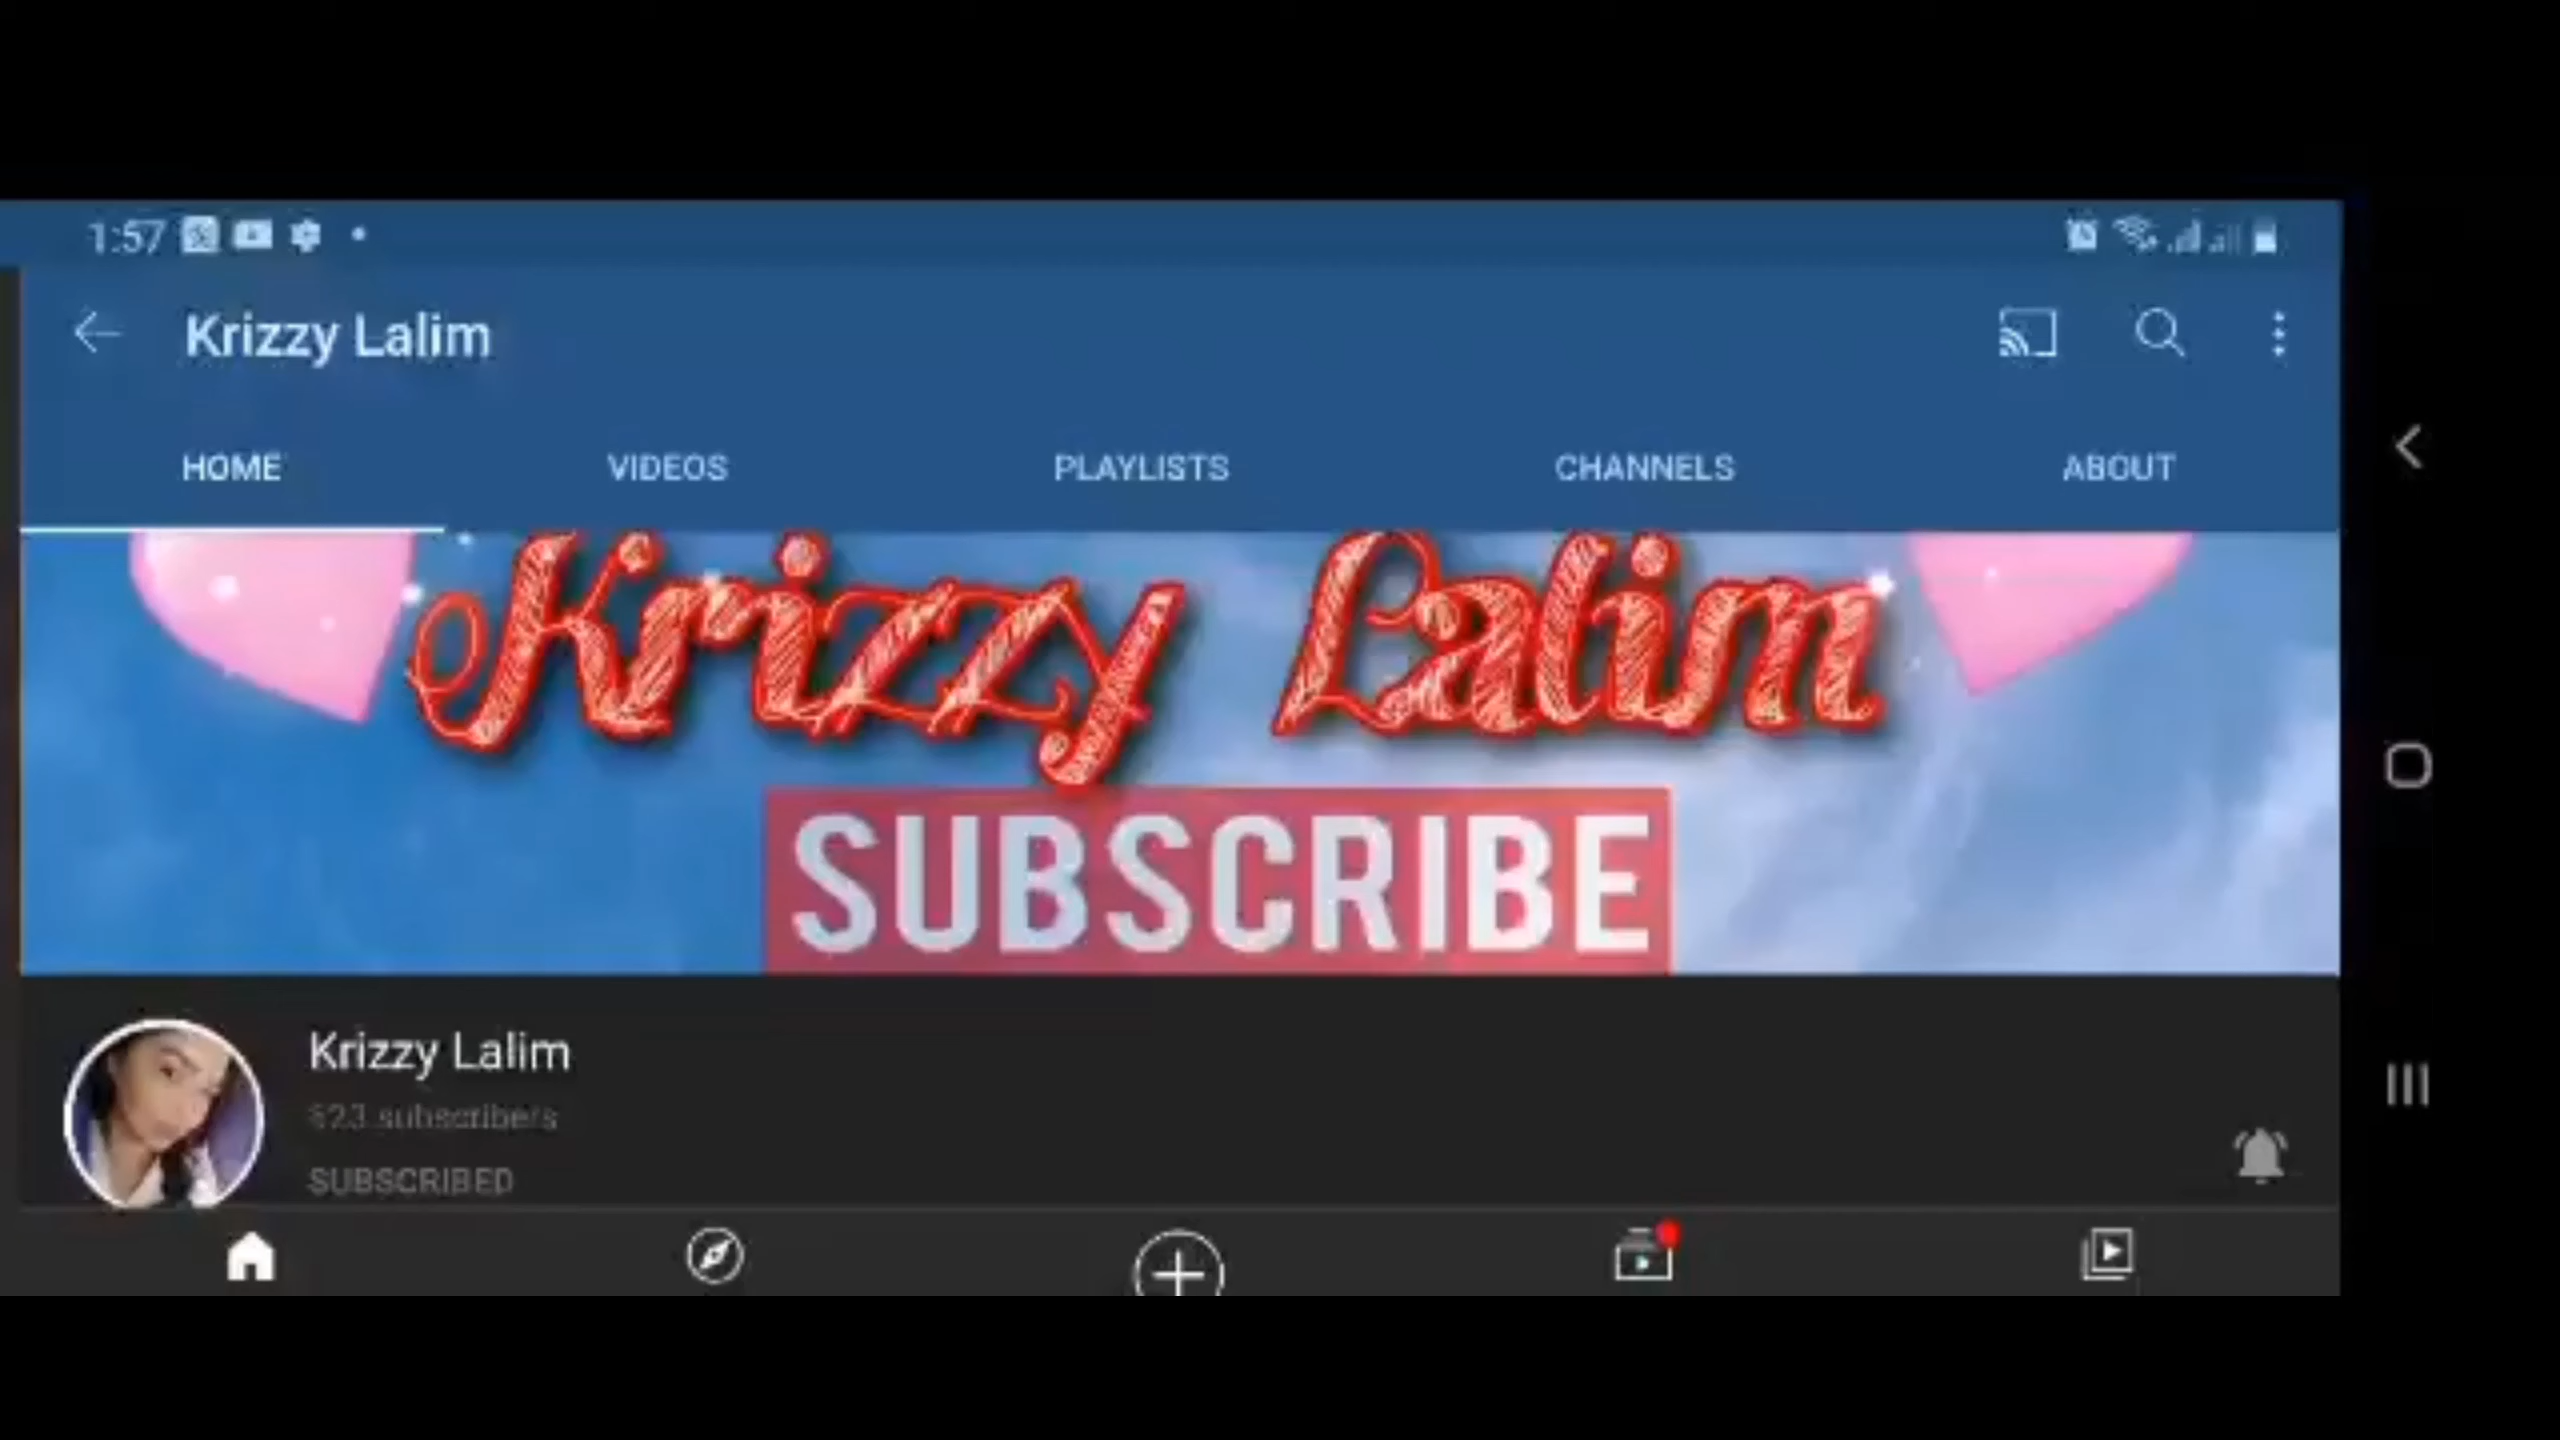 1:57
Krizzy Lalim
HOME VIDEOS PLAYLISTS CHANNELS ABOUT
Krizzy Lalim
SUBSCRIBE
Krizzy Lalim
subscribers
SUBSCRIBED